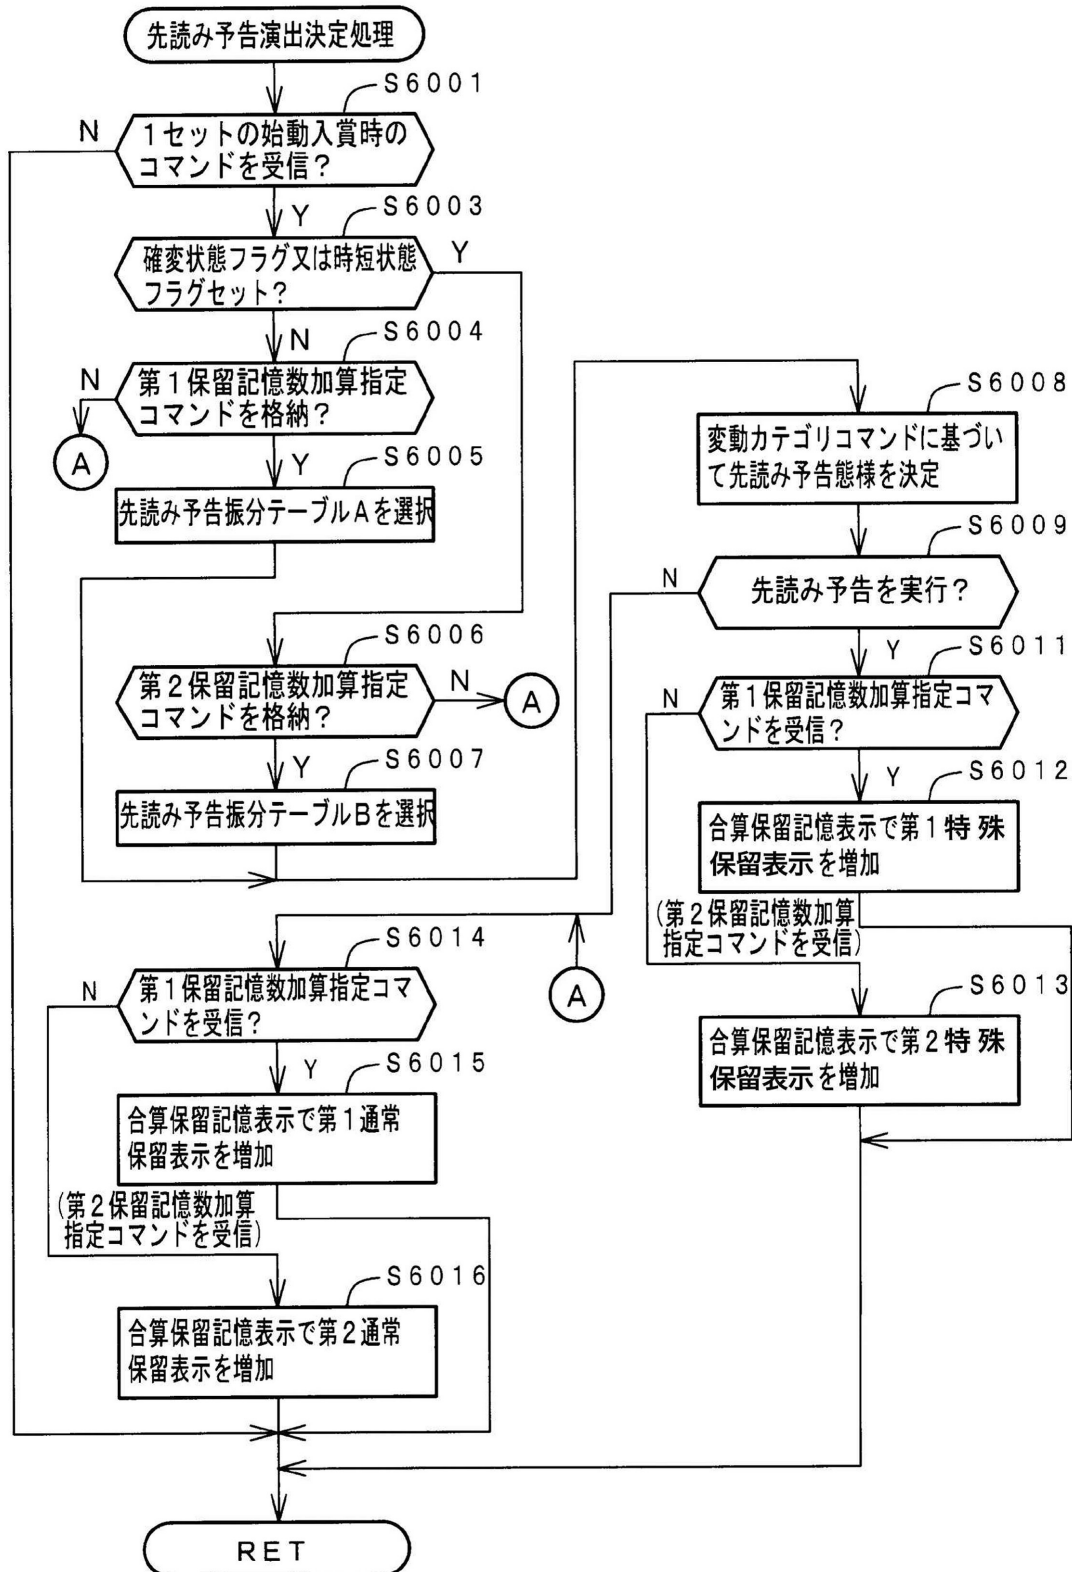 先読み予告演出決定処理
S6001
N
1セットの始動入賞時の
コマンドを受信?
Y
S6003
確変状態フラグ又は時短状態
フラグセット?
Y
N
S6004
N
第1保留記憶数加算指定
コマンドを格納?
A
Y
S6005
先読み予告振分テーブルAを選択
S6006
第2保留記憶数加算指定
コマンドを格納?
N
A
Y
S6007
先読み予告振分テーブルBを選択
S6008
変動カテゴリコマンドに基づい
て先読み予告態様を決定
S6009
N
先読み予告を実行?
Y
S6011
N
第1保留記憶数加算指定コマ
ンドを受信?
Y
S6012
合算保留記憶表示で第1特殊
保留表示を増加
(第2保留記憶数加算
指定コマンドを受信)
S6013
合算保留記憶表示で第2特殊
保留表示を増加
A
S6014
N
第1保留記憶数加算指定コマ
ンドを受信?
Y
S6015
合算保留記憶表示で第1通常
保留表示を増加
(第2保留記憶数加算
指定コマンドを受信)
S6016
合算保留記憶表示で第2通常
保留表示を増加
RET